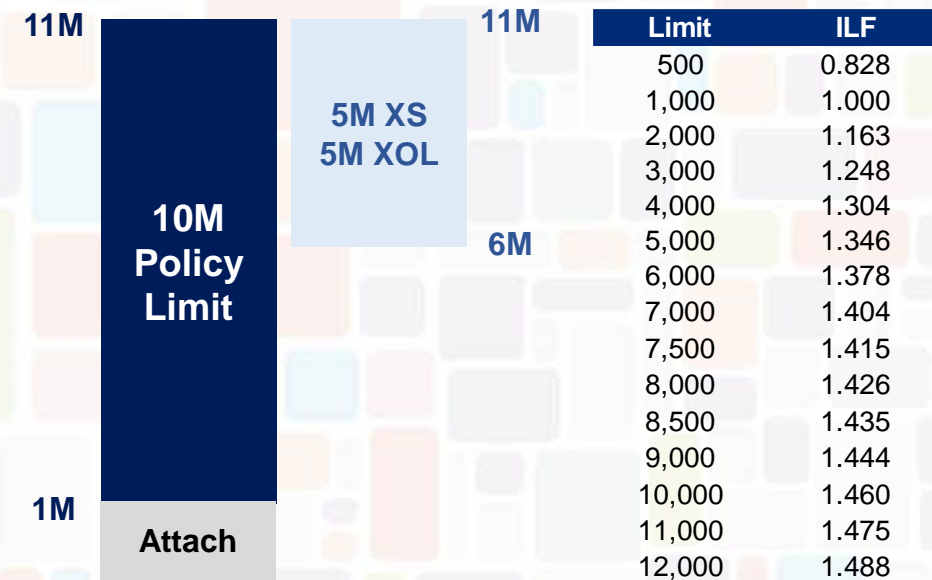 11M
10M
Policy
Limit
1M
Attach
11M
5M XS
5M XOL
6M
Limit ILF
500 0.828
1,000 1.000
2,000 1.163
3,000 1.248
4,000 1.304
5,000 1.346
6,000 1.378
7,000 1.404
7,500 1.415
8,000 1.426
8,500 1.435
9,000 1.444
10,000 1.460
11,000 1.475
12,000 1.488